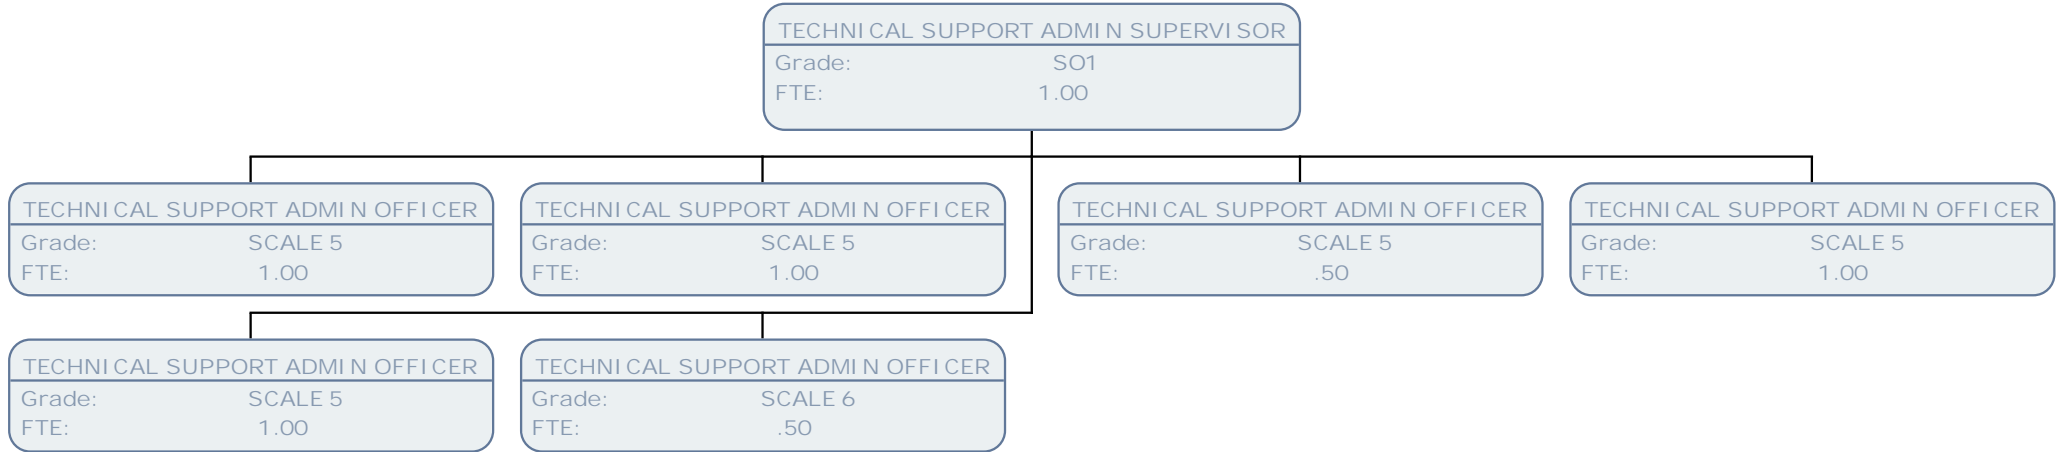 TECHNICAL SUPPORT ADMIN SUPERVISOR
Grade: SO1
FTE: 1.00
TECHNICAL SUPPORT ADMIN OFFICER
Grade: SCALE 5
FTE: 1.00
TECHNICAL SUPPORT ADMIN OFFICER
Grade: SCALE 5
FTE: 1.00
TECHNICAL SUPPORT ADMIN OFFICER
Grade: SCALE 5
FTE: .50
TECHNICAL SUPPORT ADMIN OFFICER
Grade: SCALE 5
FTE: 1.00
TECHNICAL SUPPORT ADMIN OFFICER
Grade: SCALE 5
FTE: 1.00
TECHNICAL SUPPORT ADMIN OFFICER
Grade: SCALE 6
FTE: .50